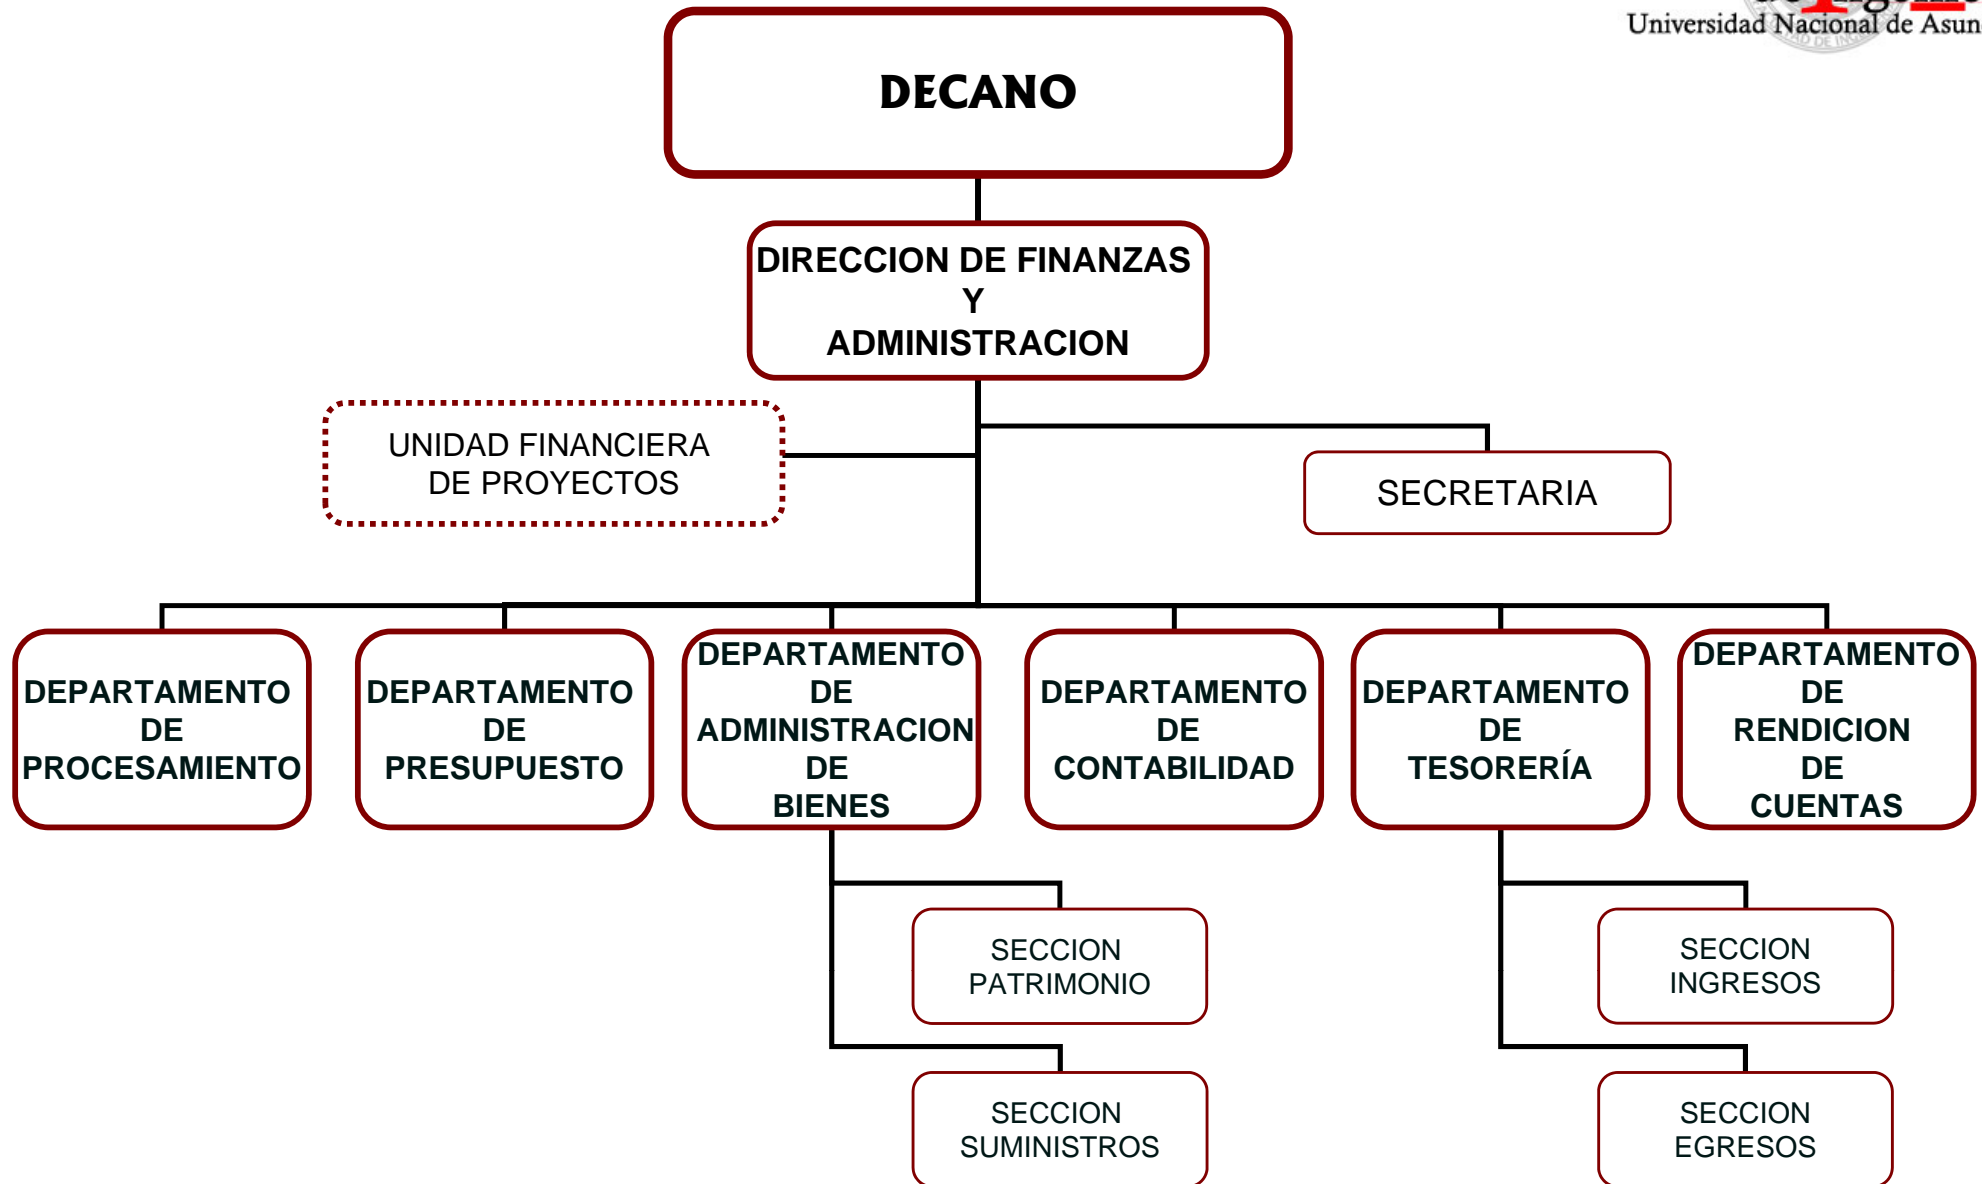 Universidad Nacional de Asun
DECANO
DIRECCION DE FINANZAS
Y
ADMINISTRACION
UNIDAD FINANCIERA
DE PROYECTOS
SECRETARIA
DEPARTAMENTO
DE
PROCESAMIENTO
DEPARTAMENTO
DE
PRESUPUESTO
DEPARTAMENTO
DE
ADMINISTRACION
DE
BIENES
DEPARTAMENTO
DE
CONTABILIDAD
DEPARTAMENTO
DE
TESORERÍA
DEPARTAMENTO
DE
RENDICION
DE
CUENTAS
SECCION
PATRIMONIO
SECCION
INGRESOS
SECCION
SUMINISTROS
SECCION
EGRESOS